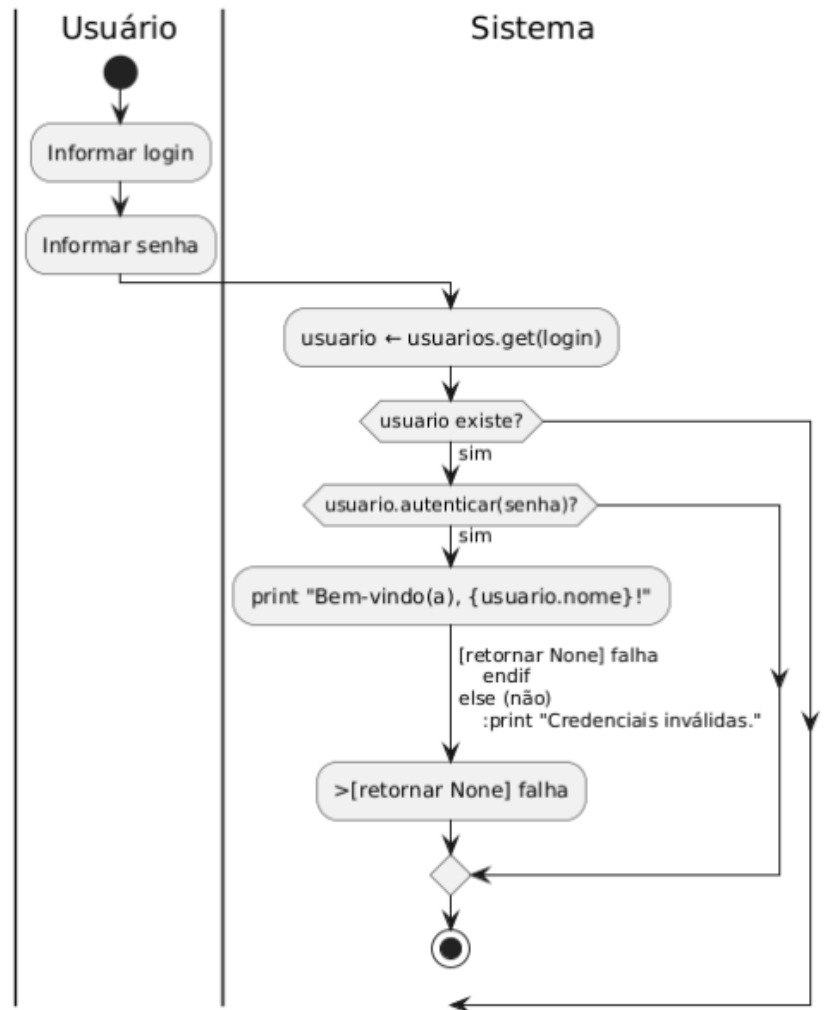 Usuário
Sistema
Informar login
Informar senha
usuario ← usuarios.get(login)
usuario existe?
sim
usuario.autenticar(senha)?
sim
print "Bem-vindo(a), {usuario.nome}!"
[retornar None] falha
endif
else (não)
:print "Credenciais inválidas."
>[retornar None] falha